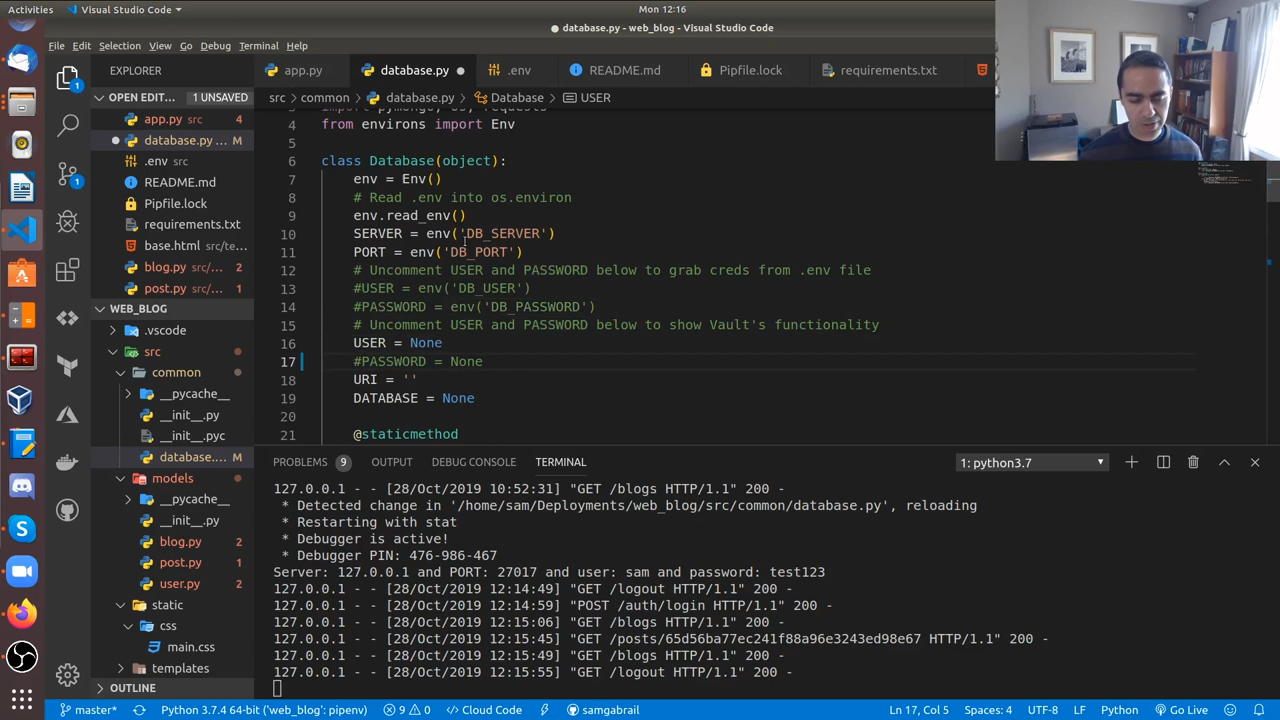 Activities
Visual Studio Code
Mon 12:16
database.py - web_blog - Visual Studio Code
File Edit Selection View Go Debug Terminal Help
EXPLORER
app.py
database.py
.env
README.md
Pipfile.lock
requirements.txt
OPEN EDIT... 1 UNSAVED
src common database.py Database USER
app.py src 4
database.py ... M
.env
README.md
Pipfile.lock
requirements.txt
base.html src/te...
blog.py src/... 2
post.py src/... 1
WEB_BLOG
.vscode
src
common
__pycache__
__init__.py
__init__.pyc
database.... M
models
__pycache__
__init__.py
blog.py 2
post.py 2
user.py 2
static
css
main.css
templates
OUTLINE
4 from environs import Env
5
6 class Database(object):
7 env = Env()
8 # Read .env into os.environ
9 env.read_env()
10 SERVER = env('DB_SERVER')
11 PORT = env('DB_PORT')
12 # Uncomment USER and PASSWORD below to grab creds from .env file
13 #USER = env('DB_USER')
14 #PASSWORD = env('DB_PASSWORD')
15 # Uncomment USER and PASSWORD below to show Vault's functionality
16 USER = None
17 #PASSWORD = None
18 URI = ''
19 DATABASE = None
20
21 @staticmethod
PROBLEMS 9 OUTPUT DEBUG CONSOLE TERMINAL 1: python3.7
127.0.0.1 - - [28/Oct/2019 10:52:31] "GET /blogs HTTP/1.1" 200 -
* Detected change in '/home/sam/Deployments/web_blog/src/common/database.py', reloading
* Restarting with stat
* Debugger is active!
* Debugger PIN: 476-986-467
Server: 127.0.0.1 and PORT: 27017 and user: sam and password: test123
127.0.0.1 - - [28/Oct/2019 12:14:49] "GET /logout HTTP/1.1" 200 -
127.0.0.1 - - [28/Oct/2019 12:14:59] "POST /auth/login HTTP/1.1" 200 -
127.0.0.1 - - [28/Oct/2019 12:15:06] "GET /blogs HTTP/1.1" 200 -
127.0.0.1 - - [28/Oct/2019 12:15:45] "GET /posts/65d56ba77ec241f88a96e3243ed98e67 HTTP/1.1" 200 -
127.0.0.1 - - [28/Oct/2019 12:15:49] "GET /blogs HTTP/1.1" 200 -
127.0.0.1 - - [28/Oct/2019 12:15:55] "GET /logout HTTP/1.1" 200 -
master* Python 3.7.4 64-bit ('web_blog': pipenv) 9 0 Cloud Code samgabrail Ln 17, Col 5 Spaces: 4 UTF-8 LF Python Go Live